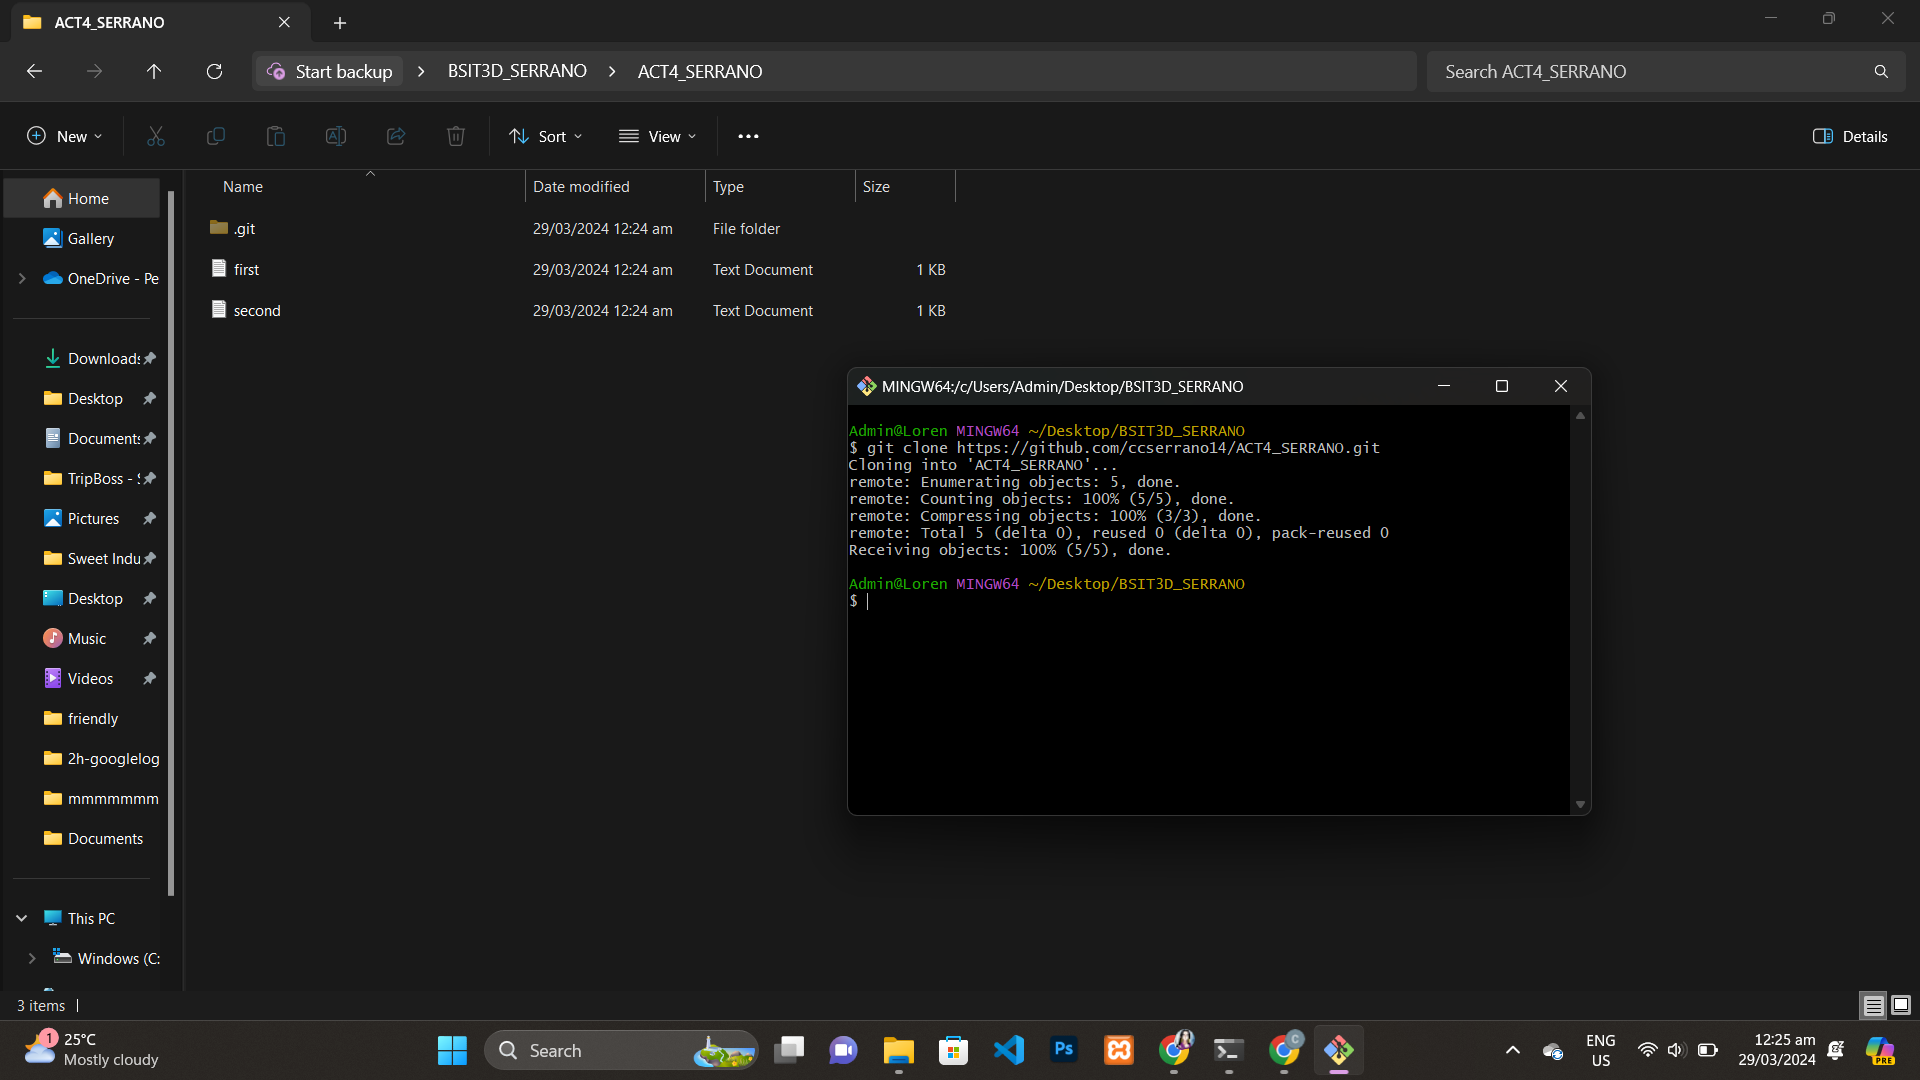 ACT4_SERRANO
Start backup
BSIT3D_SERRANO
ACT4_SERRANO
Search ACT4_SERRANO
New
Sort
View
Details
Name
Date modified
Type
Size
.git
29/03/2024 12:24 am
File folder
first
29/03/2024 12:24 am
Text Document
1 KB
second
29/03/2024 12:24 am
Text Document
1 KB
Home
Gallery
OneDrive - Pe
Downloads
Desktop
Documents
TripBoss - S
Pictures
Sweet Indu
Desktop
Music
Videos
friendly
2h-googlelog
mmmmmmm
Documents
This PC
Windows (C:
MINGW64:/c/Users/Admin/Desktop/BSIT3D_SERRANO
Admin@Loren MINGW64 ~/Desktop/BSIT3D_SERRANO
$ git clone https://github.com/ccserrano14/ACT4_SERRANO.git
Cloning into 'ACT4_SERRANO'...
remote: Enumerating objects: 5, done.
remote: Counting objects: 100% (5/5), done.
remote: Compressing objects: 100% (3/3), done.
remote: Total 5 (delta 0), reused 0 (delta 0), pack-reused 0
Receiving objects: 100% (5/5), done.
Admin@Loren MINGW64 ~/Desktop/BSIT3D_SERRANO
$
3 items
1
25°C
Mostly cloudy
Search
Ps
C
ENG
US
12:25 am
29/03/2024
PRE